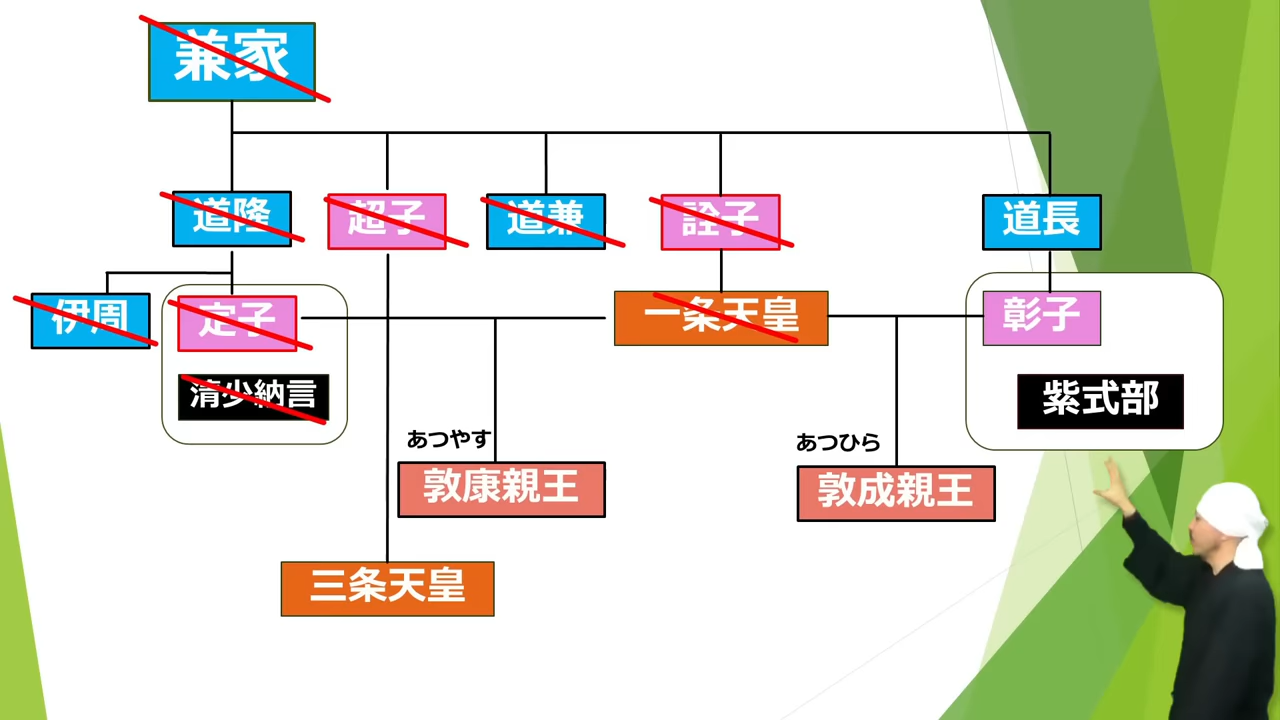 兼家
道隆
超子
道兼
詮子
道長
伊周
定子
一条天皇
彰子
清少納言
紫式部
あつやす
あつひら
敦康親王
敦成親王
三条天皇